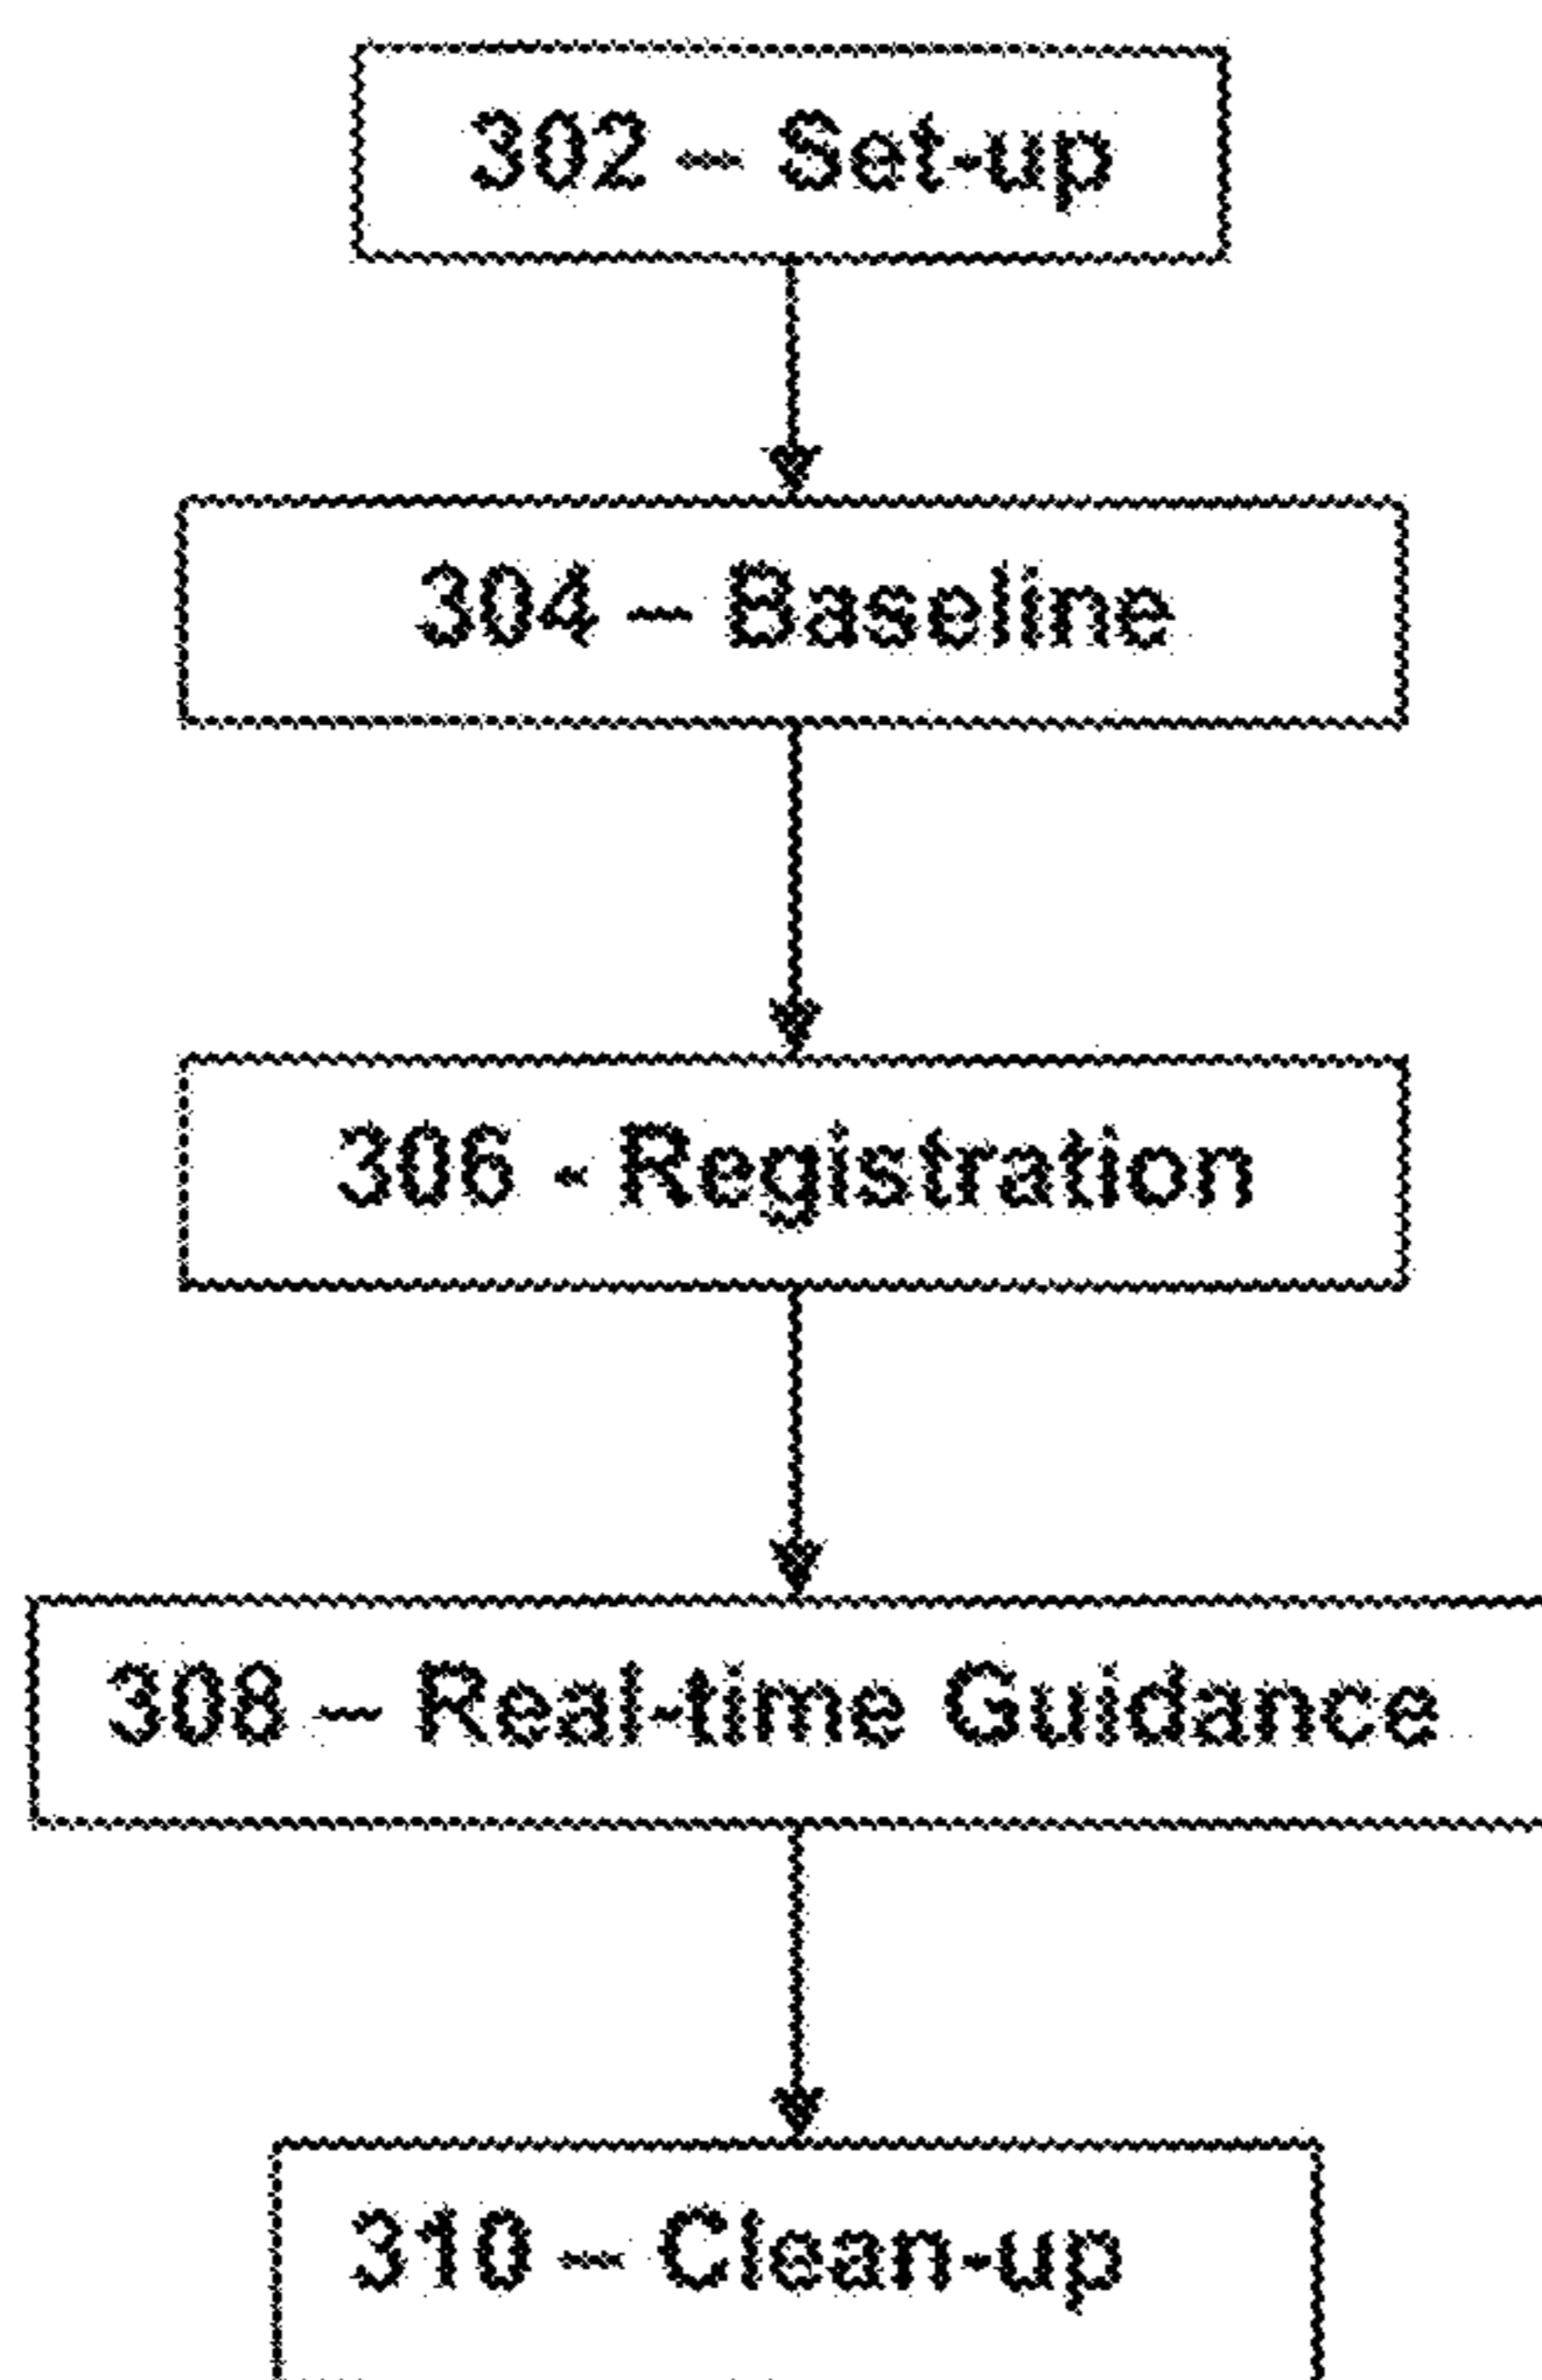 302 – Set-up
304 – Baseline
306 - Registration
308 – Real-time Guidance
310 – Clean-up